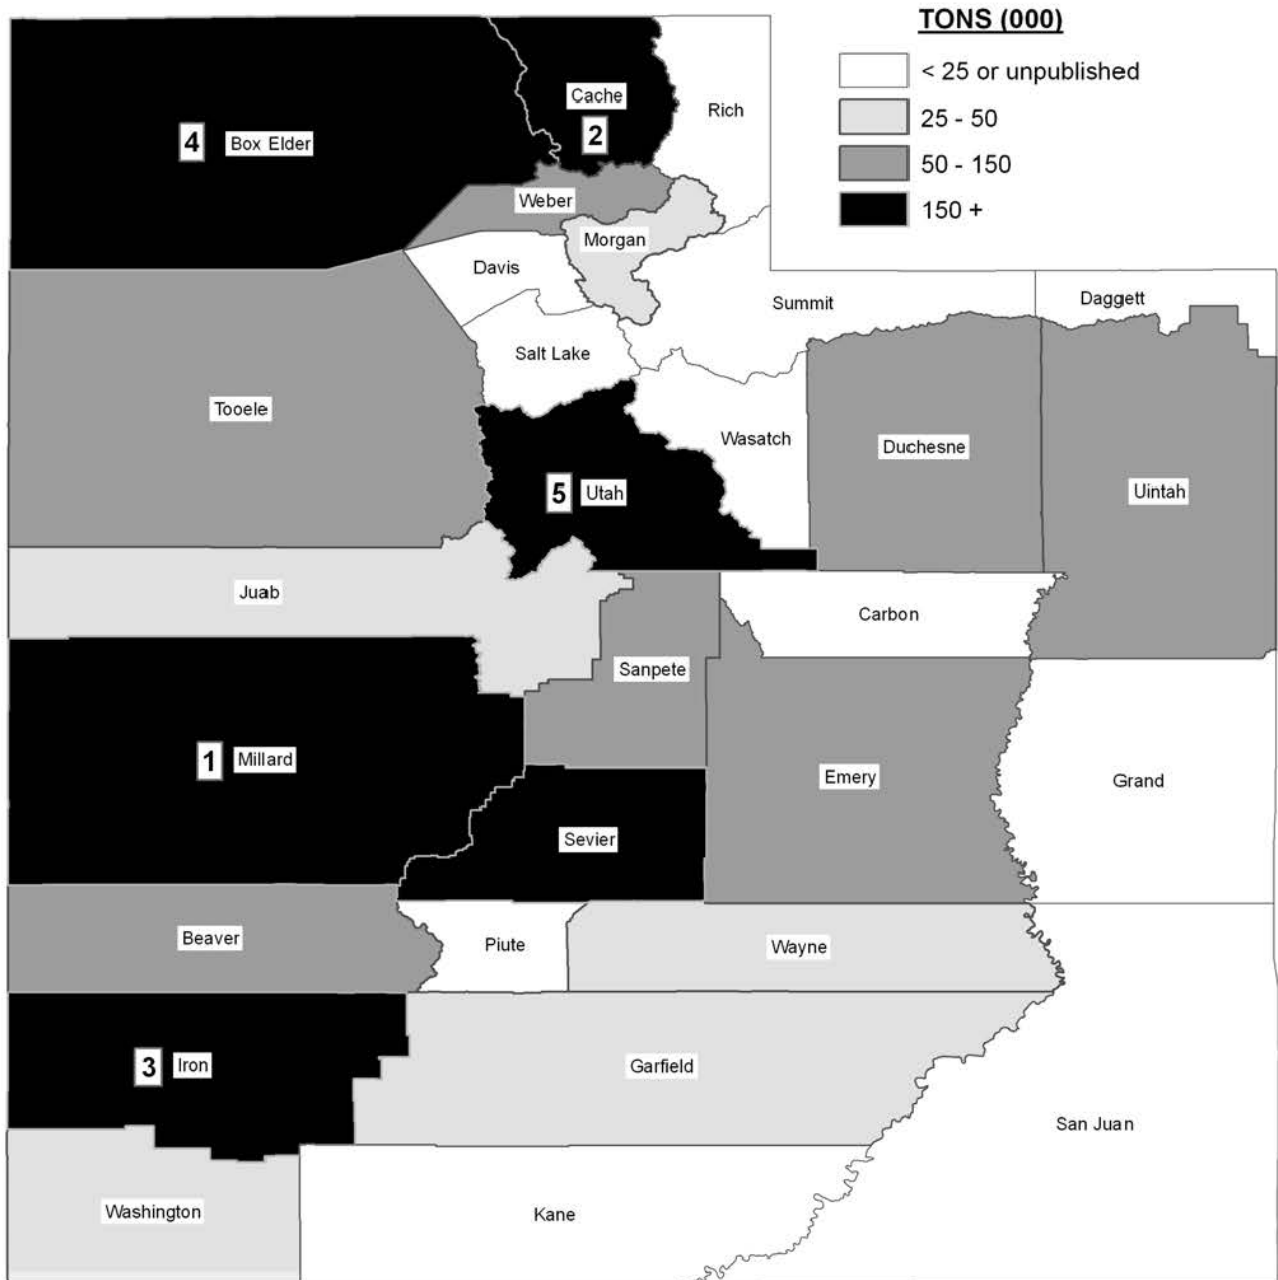 TONS (000)
< 25 or unpublished
25 - 50
50 - 150
150 +
Cache
2
Rich
4 Box Elder
Weber
Morgan
Davis
Summit
Daggett
Salt Lake
Tooele
Wasatch
Duchesne
5 Utah
Uintah
Juab
Carbon
Sanpete
1 Millard
Emery
Grand
Sevier
Beaver
Piute
Wayne
3 Iron
Garfield
San Juan
Washington
Kane